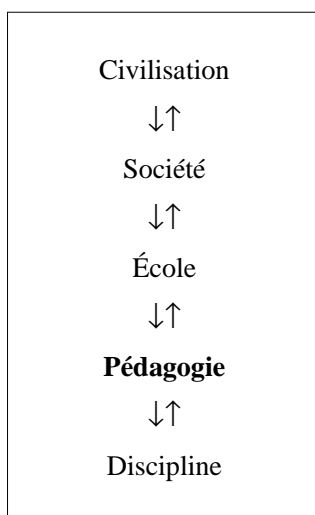 Civilisation
↓↑
Société
↓↑
École
↓↑
Pédagogie
↓↑
Discipline